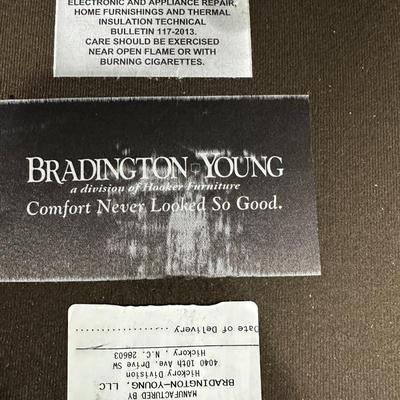 ELECTRONIC AND APPLIANCE REPAIR,
HOME FURNISHINGS AND THERMAL
INSULATION TECHNICAL
BULLETIN 117-2013.
CARE SHOULD BE EXERCISED
NEAR OPEN FLAME OR WITH
BURNING CIGARETTES.
BRADINGTON-YOUNG
a division of Hooker Furniture
Comfort Never Looked So Good.
MANUFACTURED BY
BRADINGTON-YOUNG, LLC
Hickory Division
4040 10th Ave. Drive SW
Hickory, N.C. 28603
Date of Delivery ....................